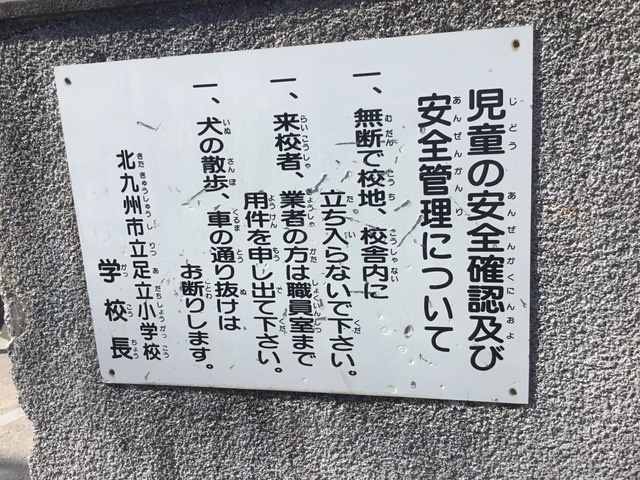 児童の安全確認及び
安全管理について
一、無断で校地、校舎内に
立ち入らないで下さい。
一、来校者、業者の方は職員室まで
用件を申し出て下さい。
一、犬の散歩、車の通り抜けは
お断りします。
北九州市立足立小学校
学校長